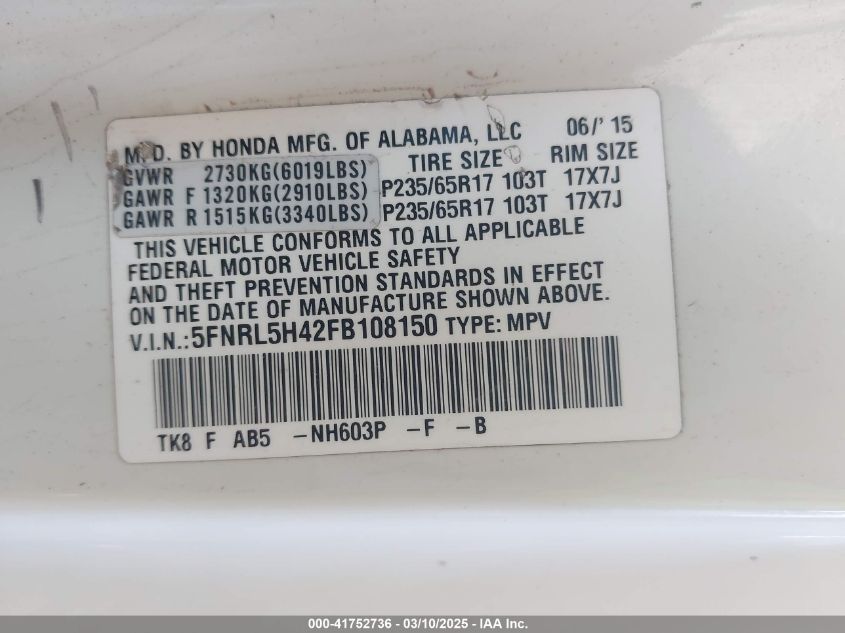 MFD. BY HONDA MFG. OF ALABAMA, LLC 06/' 15
GVWR 2730KG(6019LBS) TIRE SIZE RIM SIZE
GAWR F 1320KG(2910LBS) P235/65R17 103T 17X7J
GAWR R 1515KG(3340LBS) P235/65R17 103T 17X7J
THIS VEHICLE CONFORMS TO ALL APPLICABLE
FEDERAL MOTOR VEHICLE SAFETY
AND THEFT PREVENTION STANDARDS IN EFFECT
ON THE DATE OF MANUFACTURE SHOWN ABOVE.
V.I.N.:5FNRL5H42FB108150 TYPE: MPV
TK8 F AB5 -NH603P -F -B
000-41752736 - 03/10/2025 - IAA Inc.